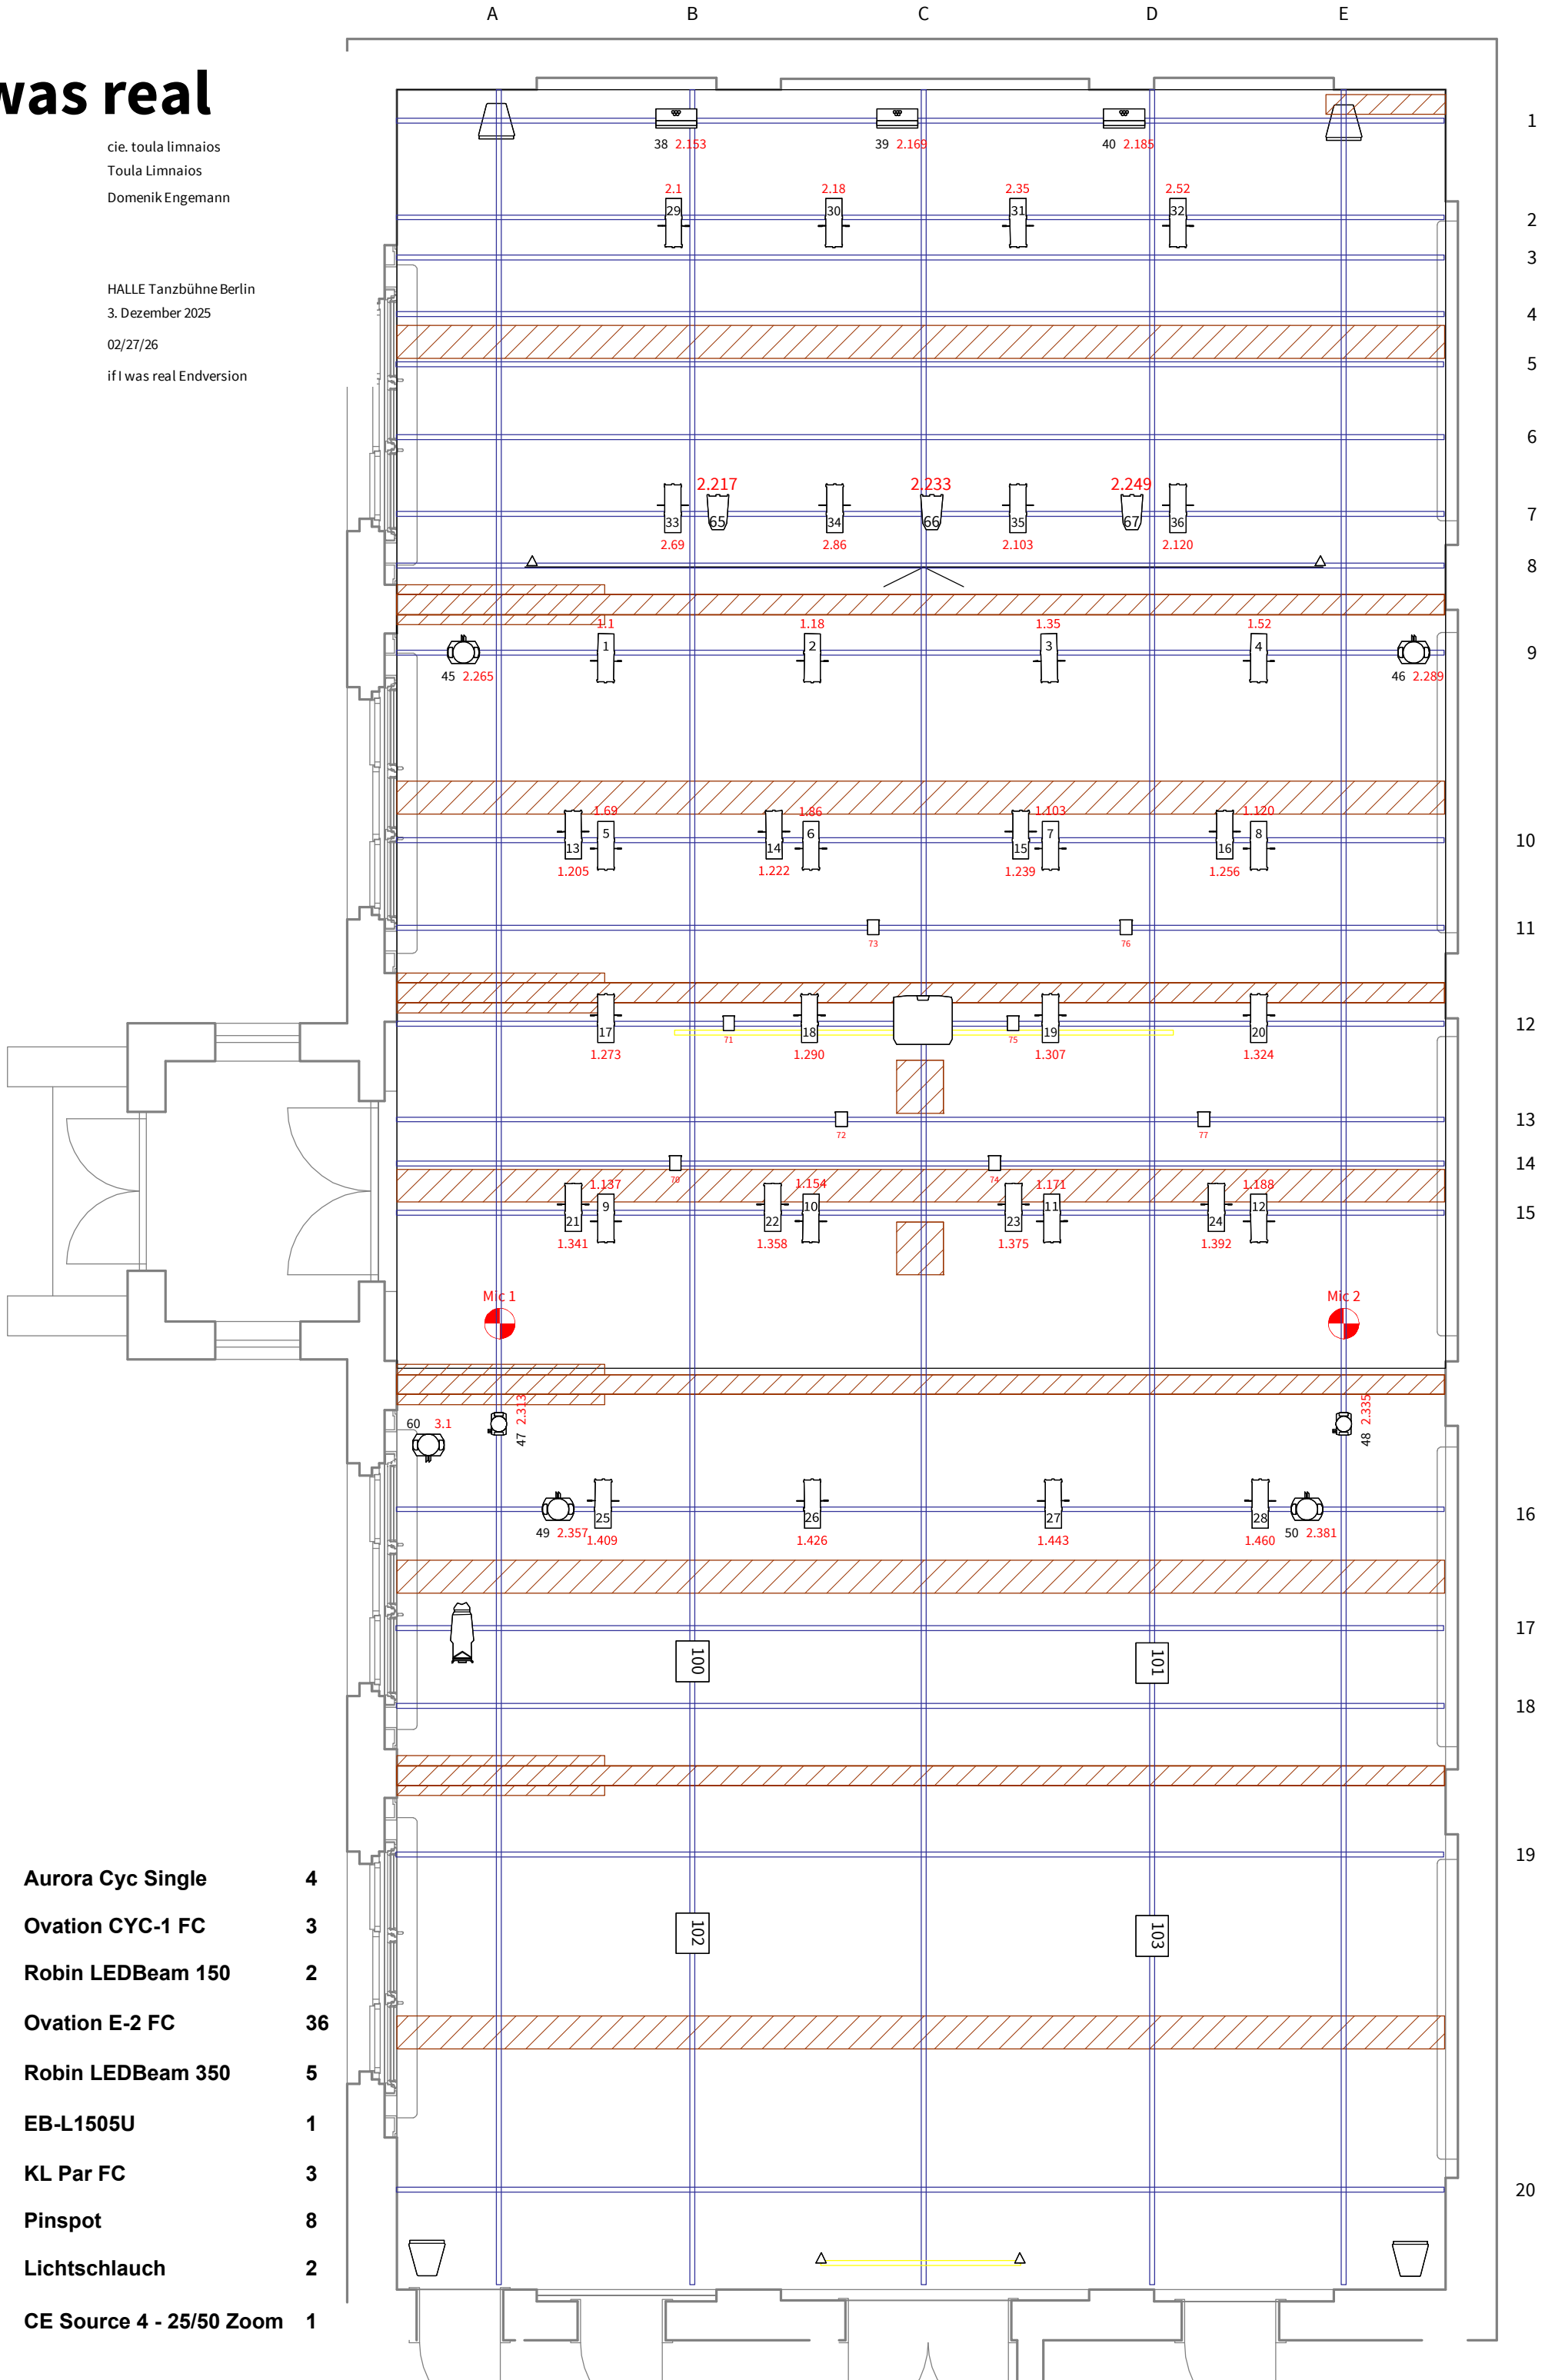 A B C D E
was real
cie. toula limnaios
Toula Limnaios
Domenik Engemann
HALLE Tanzbühne Berlin
3. Dezember 2025
02/27/26
if I was real Endversion
1
38 2.153 39 2.169 40 2.185
2.1 2.18 2.35 2.52
29 30 31 32
2
3
4
5
6
2.217 2.233 2.249
33 65 34 66 35 67 36
7
2.69 2.86 2.103 2.120
8
1.1 1.18 1.35 1.52
1 2 3 4
9
45 2.265 46 2.289
1.69 1.86 1.103 1.120
5 6 7 8
10
13 14 15 16
1.205 1.222 1.239 1.256
11
73 76
12
17 18 19 20
71 75
1.273 1.290 1.307 1.324
13
72 77
14
70 74
1.137 1.154 1.171 1.188
9 10 11 12
15
21 22 23 24
1.341 1.358 1.375 1.392
Mic 1 Mic 2
60 3.1
47 2.313
48 2.335
25 26 27 28
16
49 2.357 1.409 1.426 1.443 1.460 50 2.381
17
100 101
18
19
102 103
20
Aurora Cyc Single 4
Ovation CYC-1 FC 3
Robin LEDBeam 150 2
Ovation E-2 FC 36
Robin LEDBeam 350 5
EB-L1505U 1
KL Par FC 3
Pinspot 8
Lichtschlauch 2
CE Source 4 - 25/50 Zoom 1